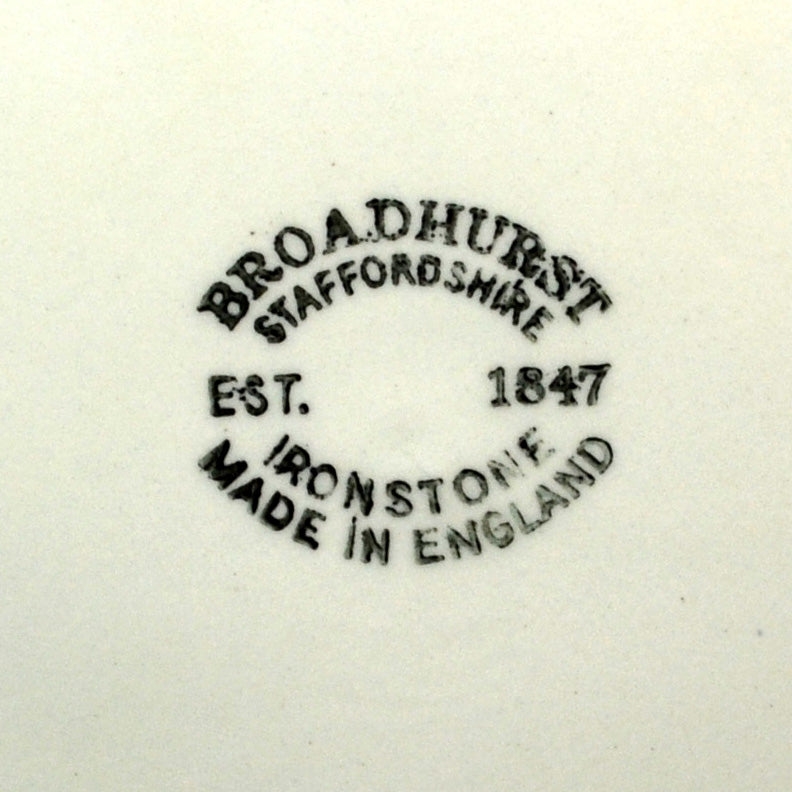 BROADHURST
STAFFORDSHIRE
EST. 1847
IRONSTONE
MADE IN ENGLAND